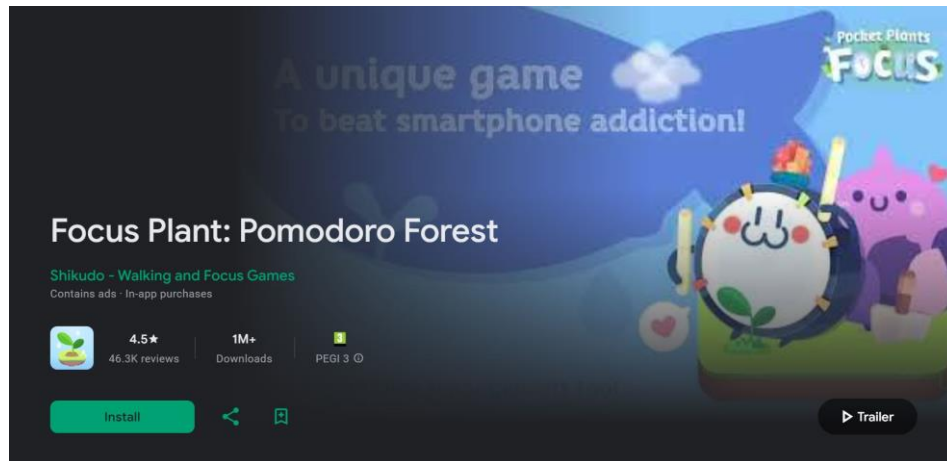 Pocket Plants
FOCUS
A unique game
To beat smartphone addiction!
Focus Plant: Pomodoro Forest
Shikudo - Walking and Focus Games
Contains ads · In-app purchases
4.5★
46.3K reviews
1M+
Downloads
3
PEGI 3
Install
Trailer